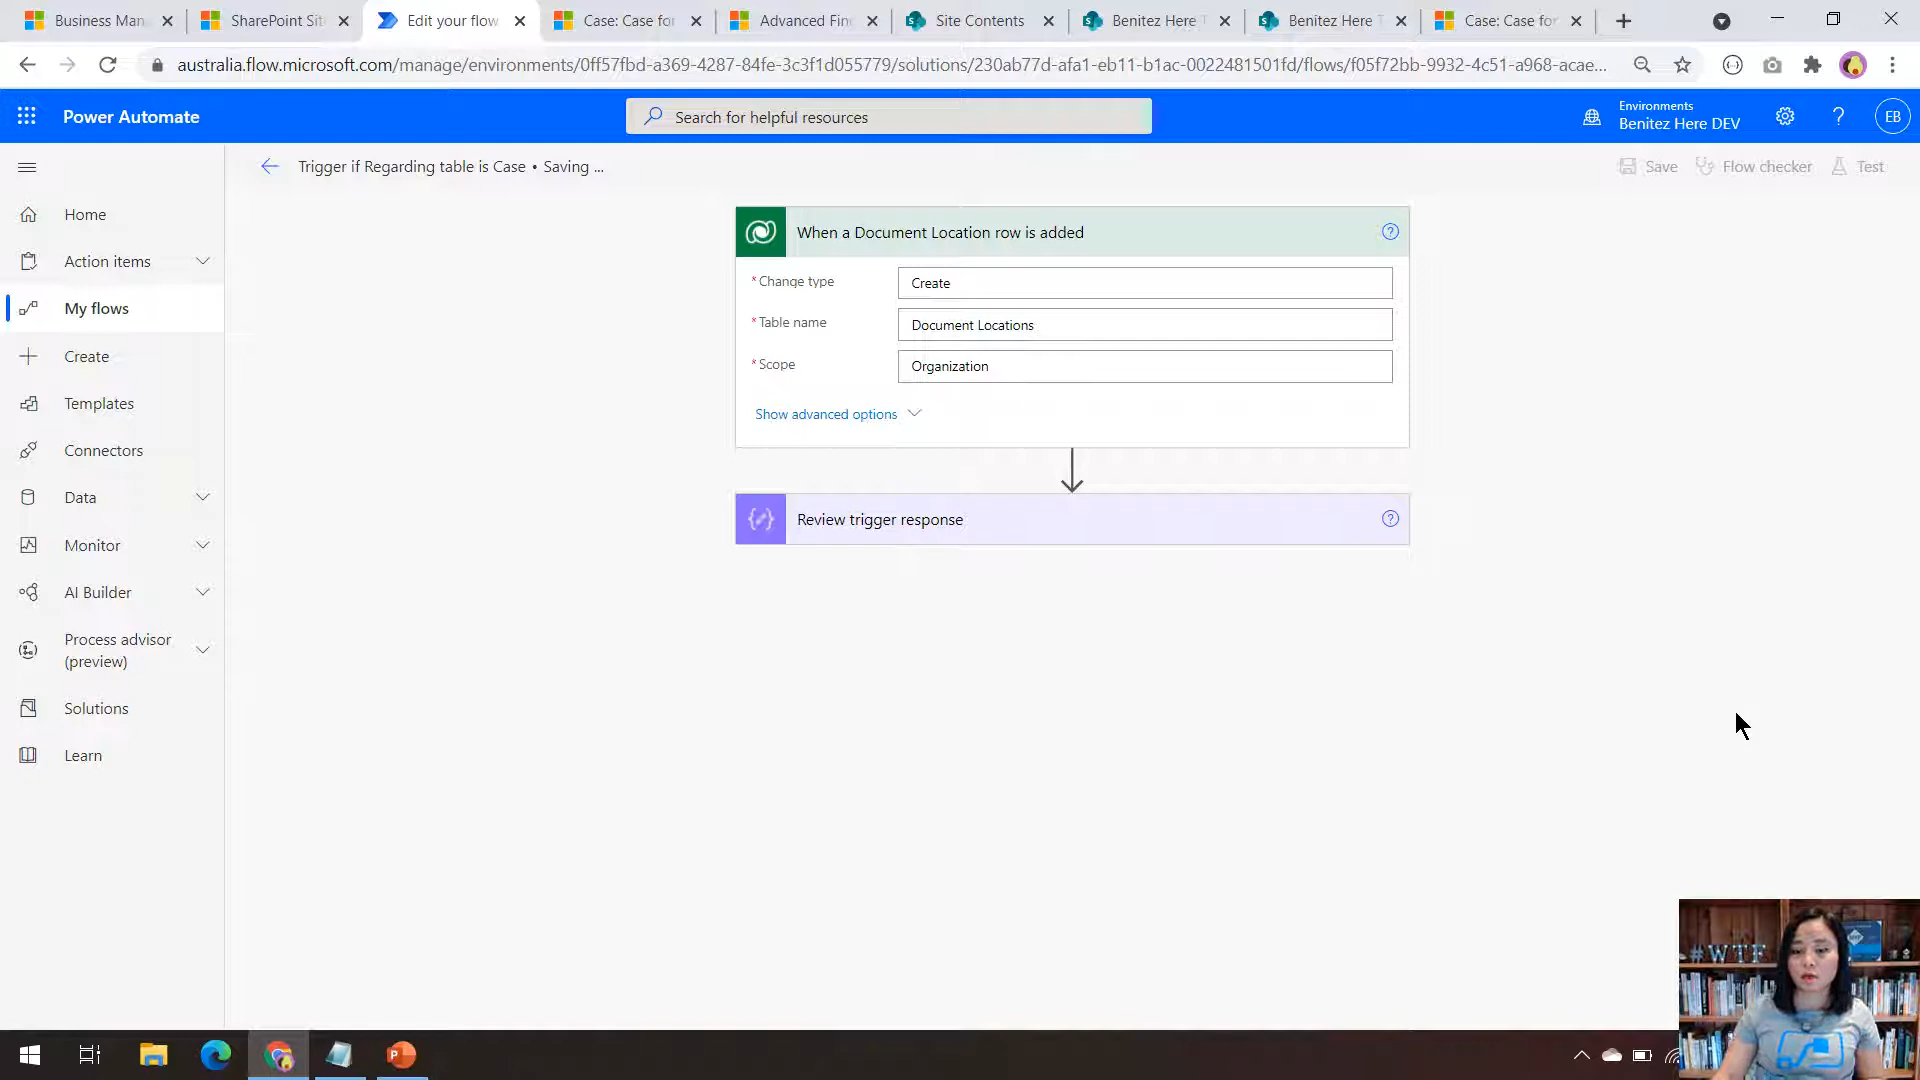 Business Man
SharePoint Sit
Edit your flow
Case: Case for
Advanced Fin
Site Contents
Benitez Here T
Benitez Here T
Case: Case for
australia.flow.microsoft.com/manage/environments/0ff57fbd-a369-4287-84fe-3c3f1d055779/solutions/230ab77d-afa1-eb11-b1ac-0022481501fd/flows/f05f72bb-9932-4c51-a968-acae...
Power Automate
Search for helpful resources
Environments
Benitez Here DEV
EB
Trigger if Regarding table is Case • Saving ...
Save
Flow checker
Test
Home
Action items
My flows
Create
Templates
Connectors
Data
Monitor
AI Builder
Process advisor
(preview)
Solutions
Learn
When a Document Location row is added
* Change type
Create
* Table name
Document Locations
* Scope
Organization
Show advanced options
Review trigger response
#WTF